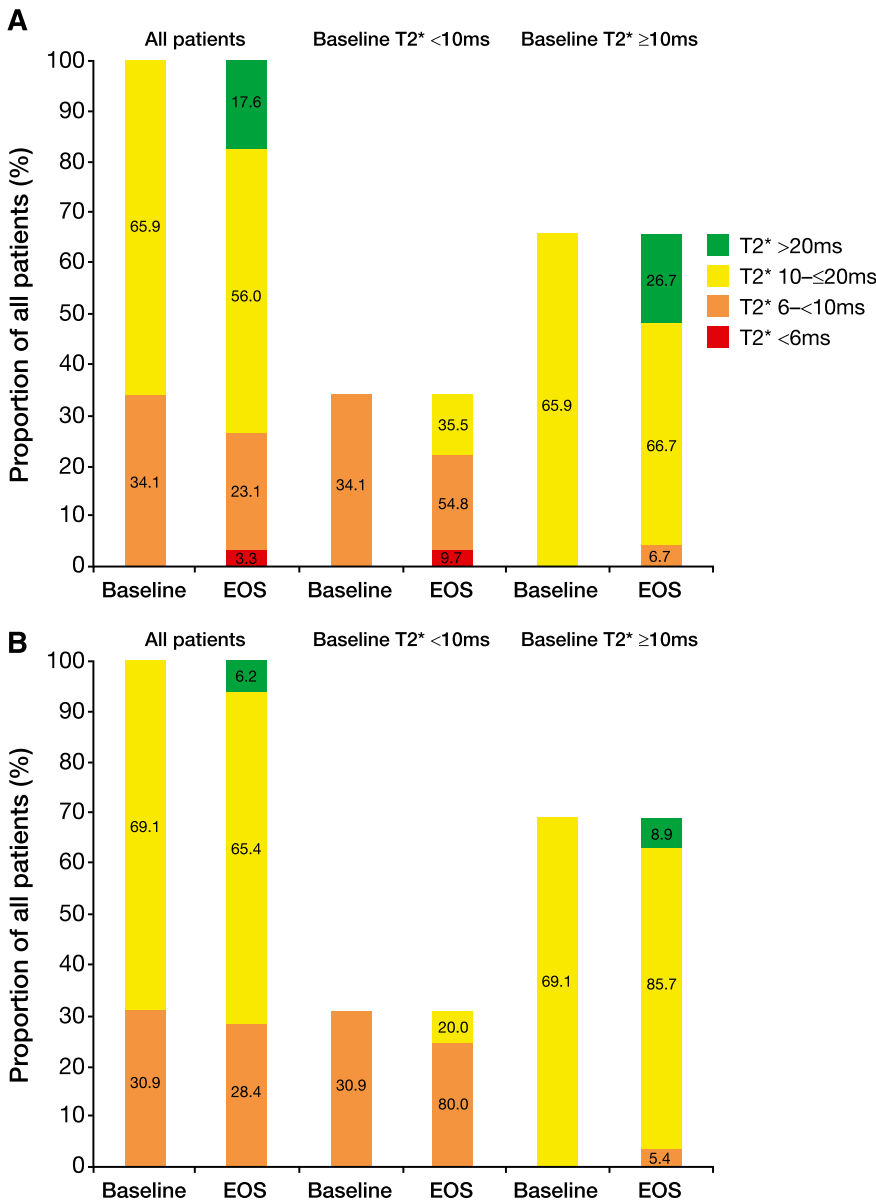 A
All patients
Baseline T2* <10ms
Baseline T2* ≥10ms
Proportion of all patients (%)
100
90
80
70
60
50
40
30
20
10
0
65.9
34.1
17.6
56.0
23.1
3.3
34.1
35.5
54.8
9.7
65.9
26.7
66.7
6.7
Baseline
EOS
Baseline
EOS
Baseline
EOS
T2* >20ms
T2* 10–≤20ms
T2* 6–<10ms
T2* <6ms
B
All patients
Baseline T2* <10ms
Baseline T2* ≥10ms
Proportion of all patients (%)
100
90
80
70
60
50
40
30
20
10
0
69.1
30.9
6.2
65.4
28.4
30.9
20.0
80.0
69.1
8.9
85.7
5.4
Baseline
EOS
Baseline
EOS
Baseline
EOS